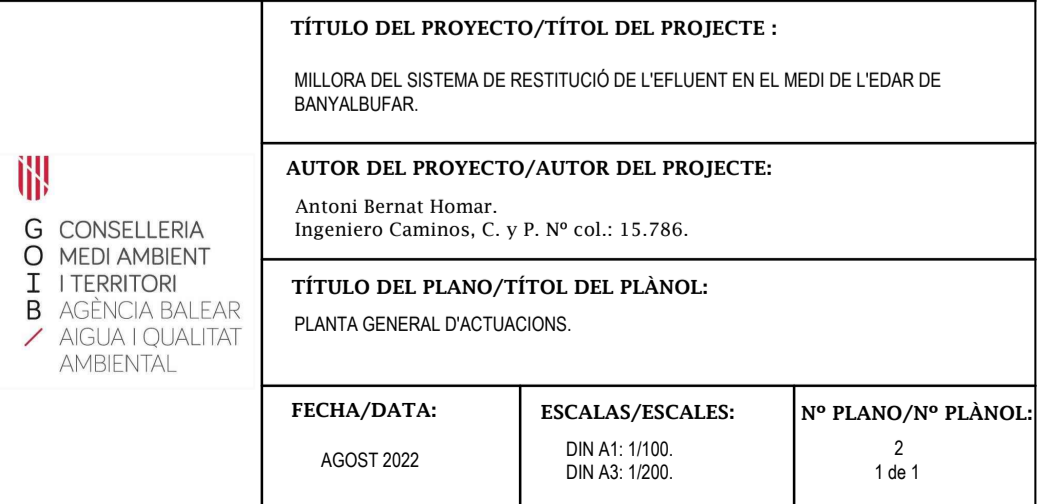 TÍTULO DEL PROYECTO/TÍTOL DEL PROJECTE :
MILLORA DEL SISTEMA DE RESTITUCIÓ DE L'EFLUENT EN EL MEDI DE L'EDAR DE
BANYALBUFAR.
AUTOR DEL PROYECTO/AUTOR DEL PROJECTE:
Antoni Bernat Homar.
Ingeniero Caminos, C. y P. Nº col.: 15.786.
G CONSELLERIA
O MEDI AMBIENT
I I TERRITORI
B AGÈNCIA BALEAR
/ AIGUA I QUALITAT
AMBIENTAL
TÍTULO DEL PLANO/TÍTOL DEL PLÀNOL:
PLANTA GENERAL D'ACTUACIONS.
FECHA/DATA:
AGOST 2022
ESCALAS/ESCALES:
DIN A1: 1/100.
DIN A3: 1/200.
Nº PLANO/Nº PLÀNOL:
2
1 de 1